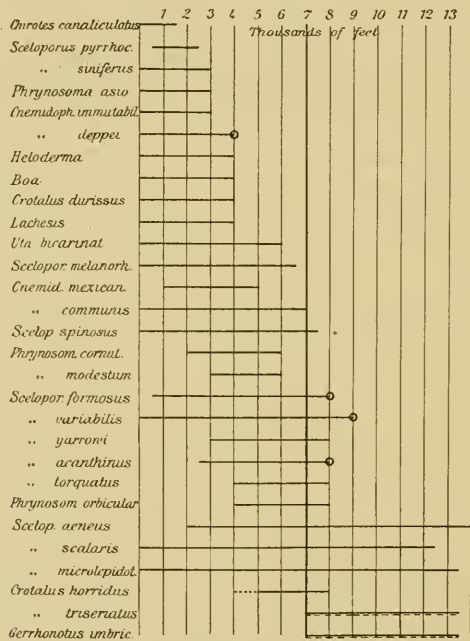 1 2 3 4 5 6 7 8 9 10 11 12 13
Thousands of feet
Chirotes canaliculatus
Sceloporus pyrrhoc.
" siniferus
Phrynosoma asio
Cnemidoph. immutabil.
" deppei
Heloderma
Boa
Crotalus durissus
Lachesis
Uta bicarinat
Scelopor. melanorh.
Cnemid. mexican.
" communis
Scelop spinosus
Phrynosom. cornut.
" modestum
Scelopor. formosus
" variabilis
" yarrovi
" acanthinus
" torquatus
Phrynosom orbicular
Scelop. aeneus
" scalaris
" microlepidot.
Crotalus horridus
" triseriatus
Gerrhonotus imbric.